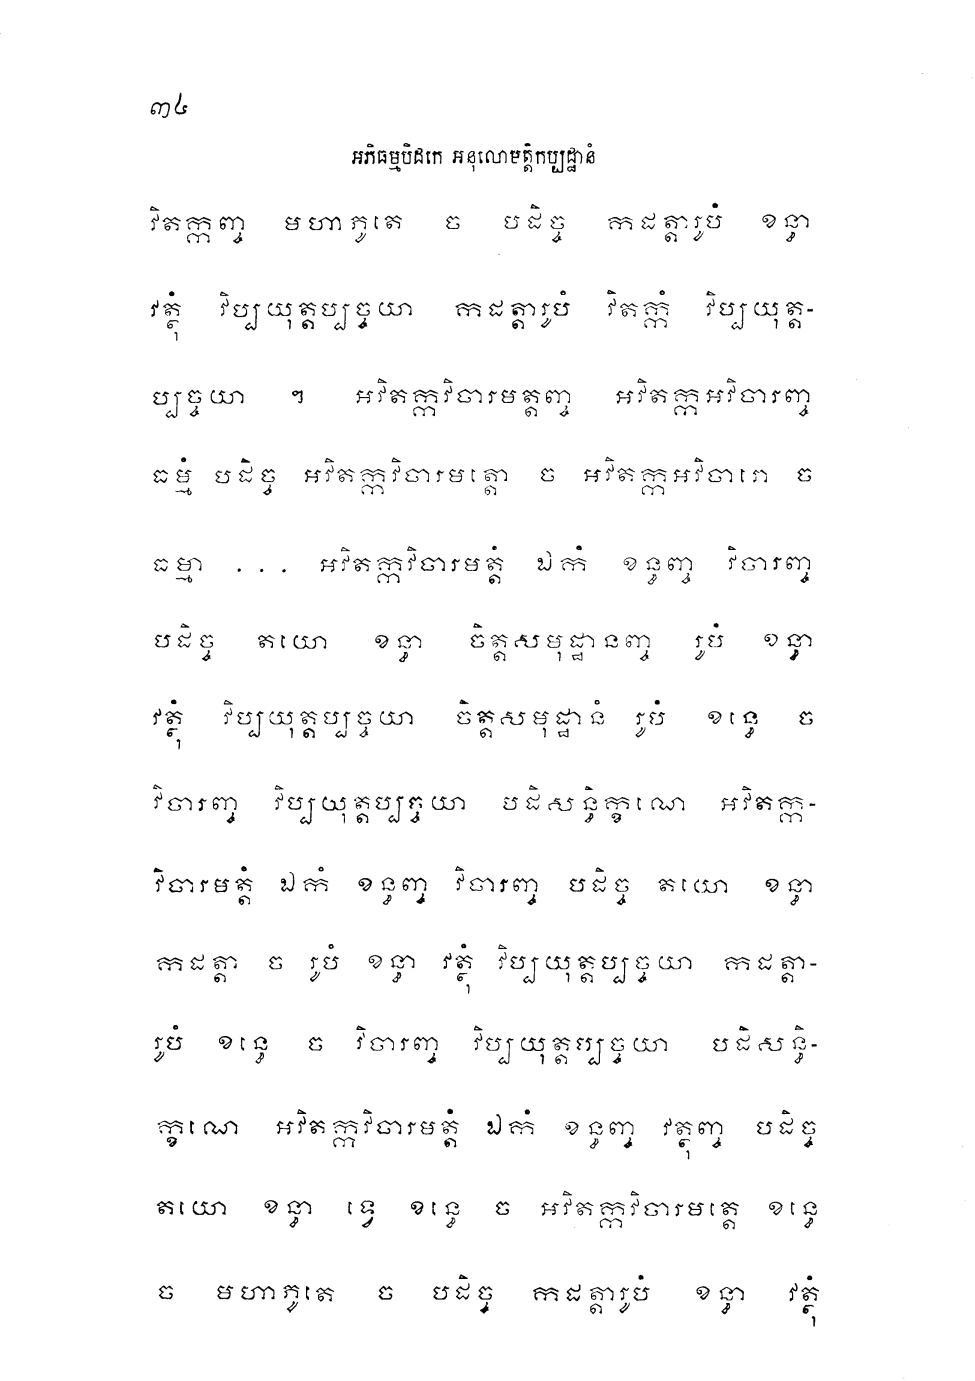 ៣៤
អភិធម្មបិដកេ អនុលោមត្តិកប្បដ្ឋានំ
វិតក្កញ្ច មហាភូតេ ច បដិច្ច កដត្តារូបំ ខន្ធា
វត្ថុំ វិប្បយុត្តប្បច្ចយា កដត្តារូបំ វិតក្កំ វិប្បយុត្ត-
ប្បច្ចយា ។ អវិតក្កវិចារមត្តញ្ច អវិតក្កអវិចារញ្ច
ធម្មំ បដិច្ច អវិតក្កវិចារមត្តោ ច អវិតក្កអវិចារោ ច
ធម្មា ... អវិតក្កវិចារមត្តំ ឯកំ ខន្ធញ្ច វិចារញ្ច
បដិច្ច តយោ ខន្ធា ចិត្តសមុដ្ឋានញ្ច រូបំ ខន្ធា
វត្ថុំ វិប្បយុត្តប្បច្ចយា ចិត្តសមុដ្ឋានំ រូបំ ខន្ធេ ច
វិចារញ្ច វិប្បយុត្តប្បច្ចយា បដិសន្ធិក្ខណេ អវិតក្ក-
វិចារមត្តំ ឯកំ ខន្ធញ្ច វិចារញ្ច បដិច្ច តយោ ខន្ធា
កដត្តា ច រូបំ ខន្ធា វត្ថុំ វិប្បយុត្តប្បច្ចយា កដត្តា-
រូបំ ខន្ធេ ច វិចារញ្ច វិប្បយុត្តប្បច្ចយា បដិសន្ធិ-
ក្ខណេ អវិតក្កវិចារមត្តំ ឯកំ ខន្ធញ្ច វត្ថុញ្ច បដិច្ច
តយោ ខន្ធា ទ្វេ ខន្ធេ ច អវិតក្កវិចារមត្តេ ខន្ធេ
ច មហាភូតេ ច បដិច្ច កដត្តារូបំ ខន្ធា វត្ថុំ